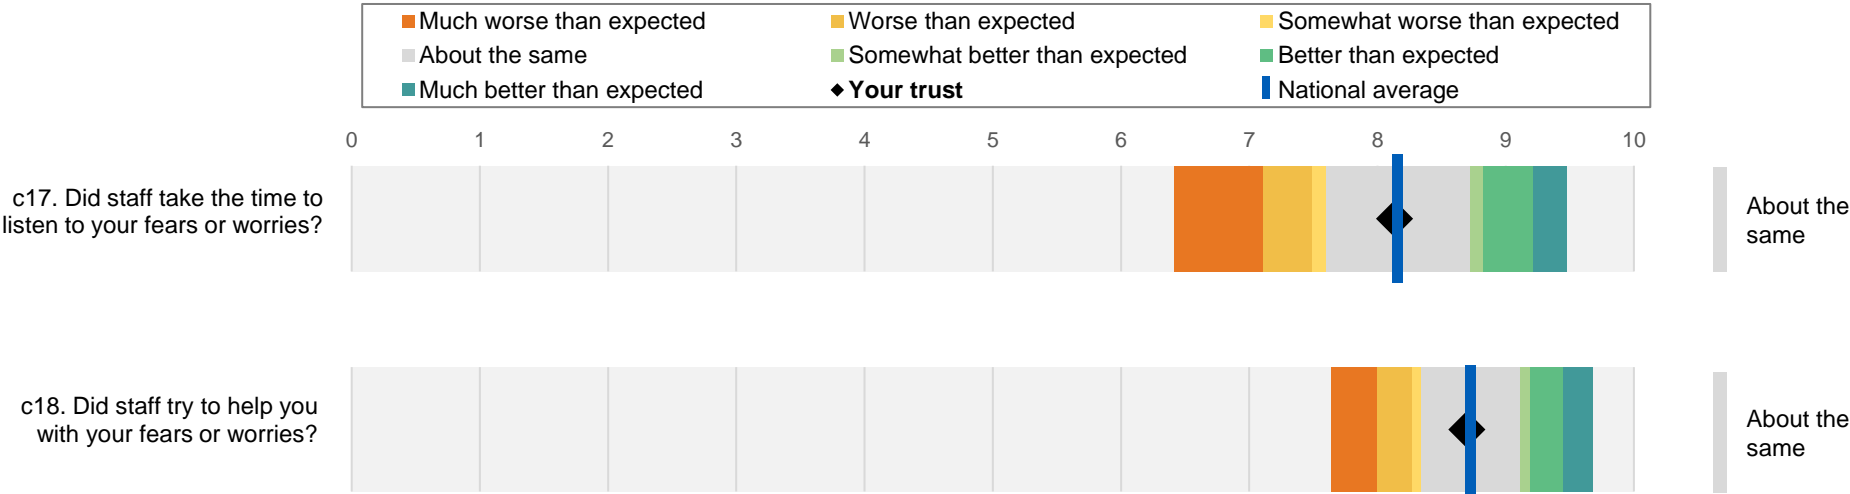 Much worse than expected Worse than expected Somewhat worse than expected
About the same Somewhat better than expected Better than expected
Much better than expected Your trust National average
0 1 2 3 4 5 6 7 8 9 10
c17. Did staff take the time to
listen to your fears or worries?
About the
same
c18. Did staff try to help you
with your fears or worries?
About the
same